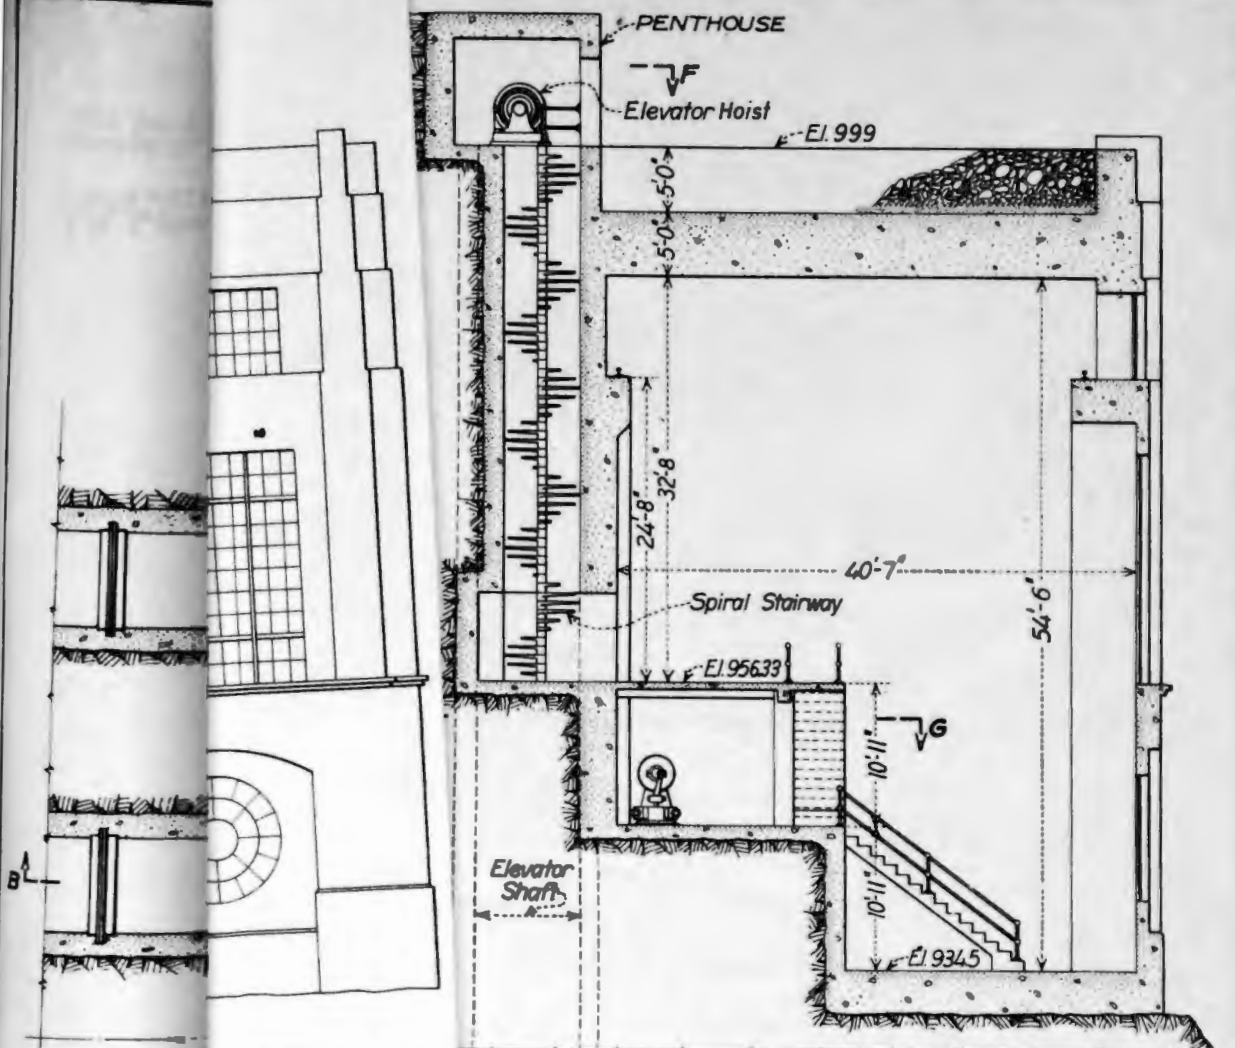 PENTHOUSE
F
Elevator Hoist
El. 999
5'-0"
5'-0"
24'-8"
32'-8"
40'-7"
54'-6"
Spiral Stairway
El. 956.33
G
10'-11"
10'-11"
B
Elevator
Shaft
El. 934.5